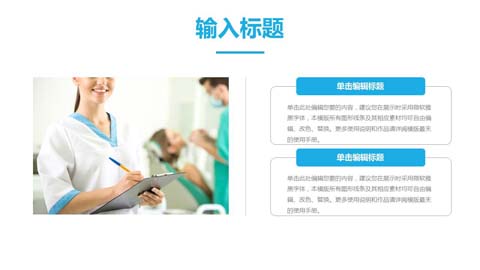 输入标题
单击编辑标题
单击此处编辑您要的内容，建议您在展示时采用微软雅
黑字体，本模版所有图形线条及其相应素材均可自由编
辑、改色、替换。更多使用说明和作品请详阅模版最末
的使用手册。
单击编辑标题
单击此处编辑您要的内容，建议您在展示时采用微软雅
黑字体，本模版所有图形线条及其相应素材均可自由编
辑、改色、替换。更多使用说明和作品请详阅模版最末
的使用手册。